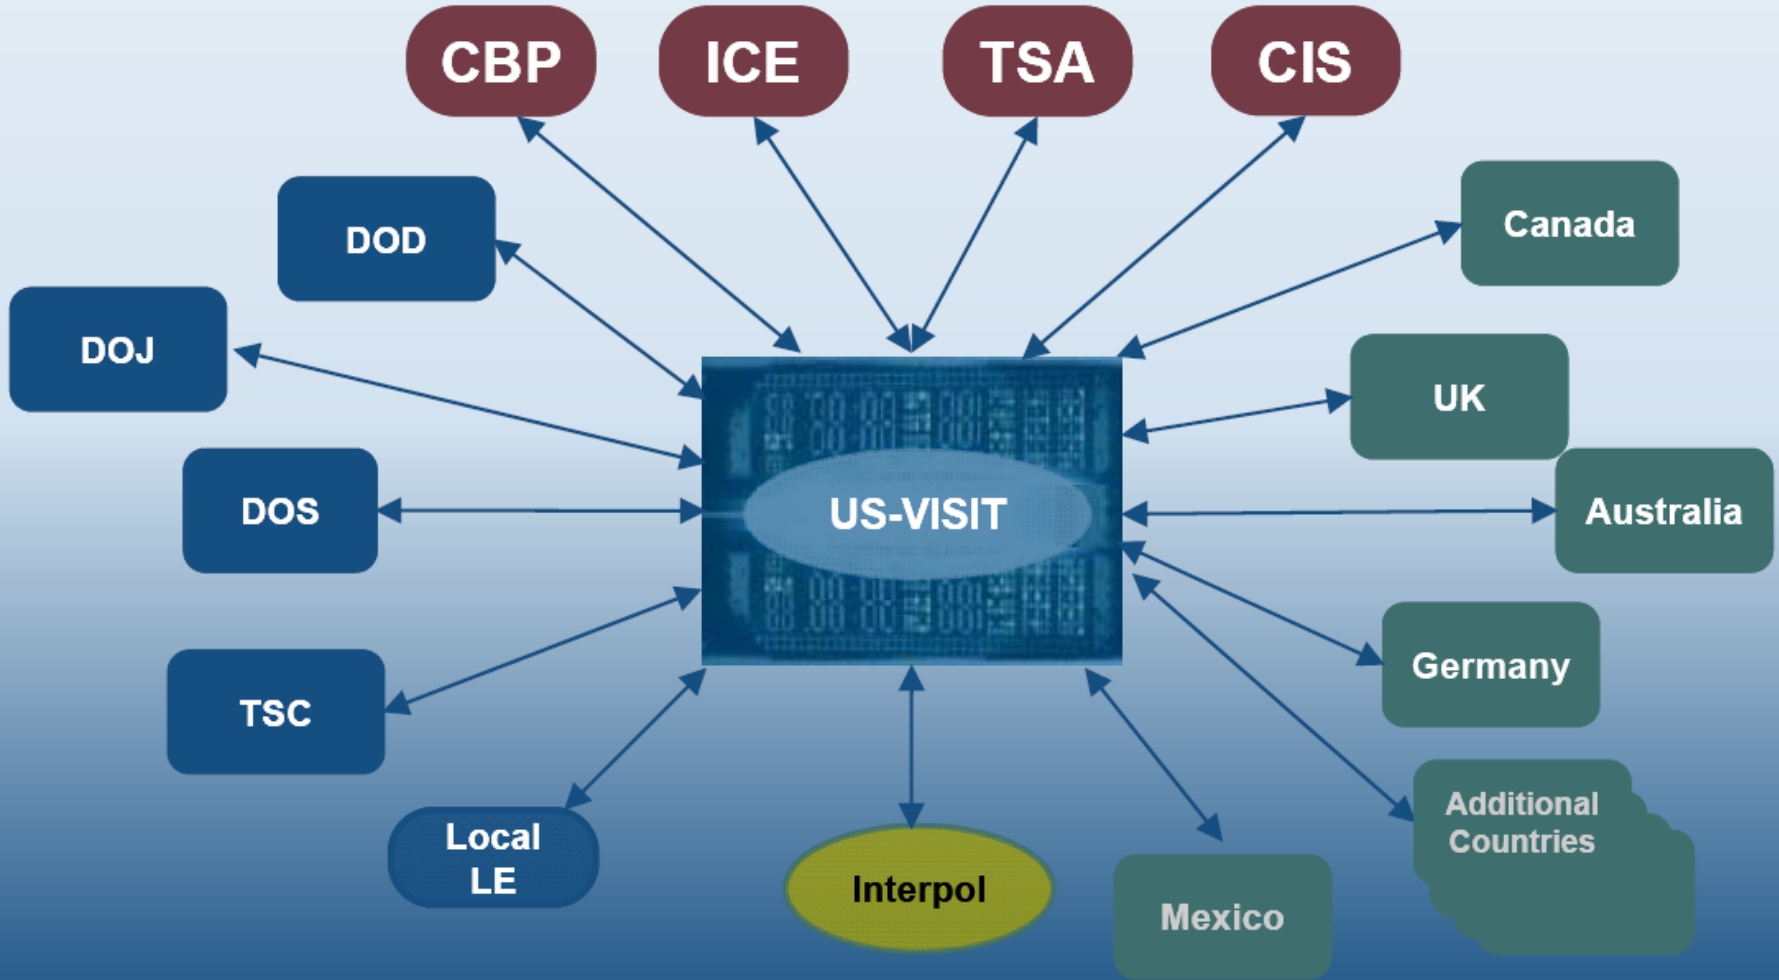 CBP
ICE
TSA
CIS
DOD
Canada
DOJ
UK
DOS
US-VISIT
Australia
Germany
TSC
Additional
Countries
Local
LE
Interpol
Mexico